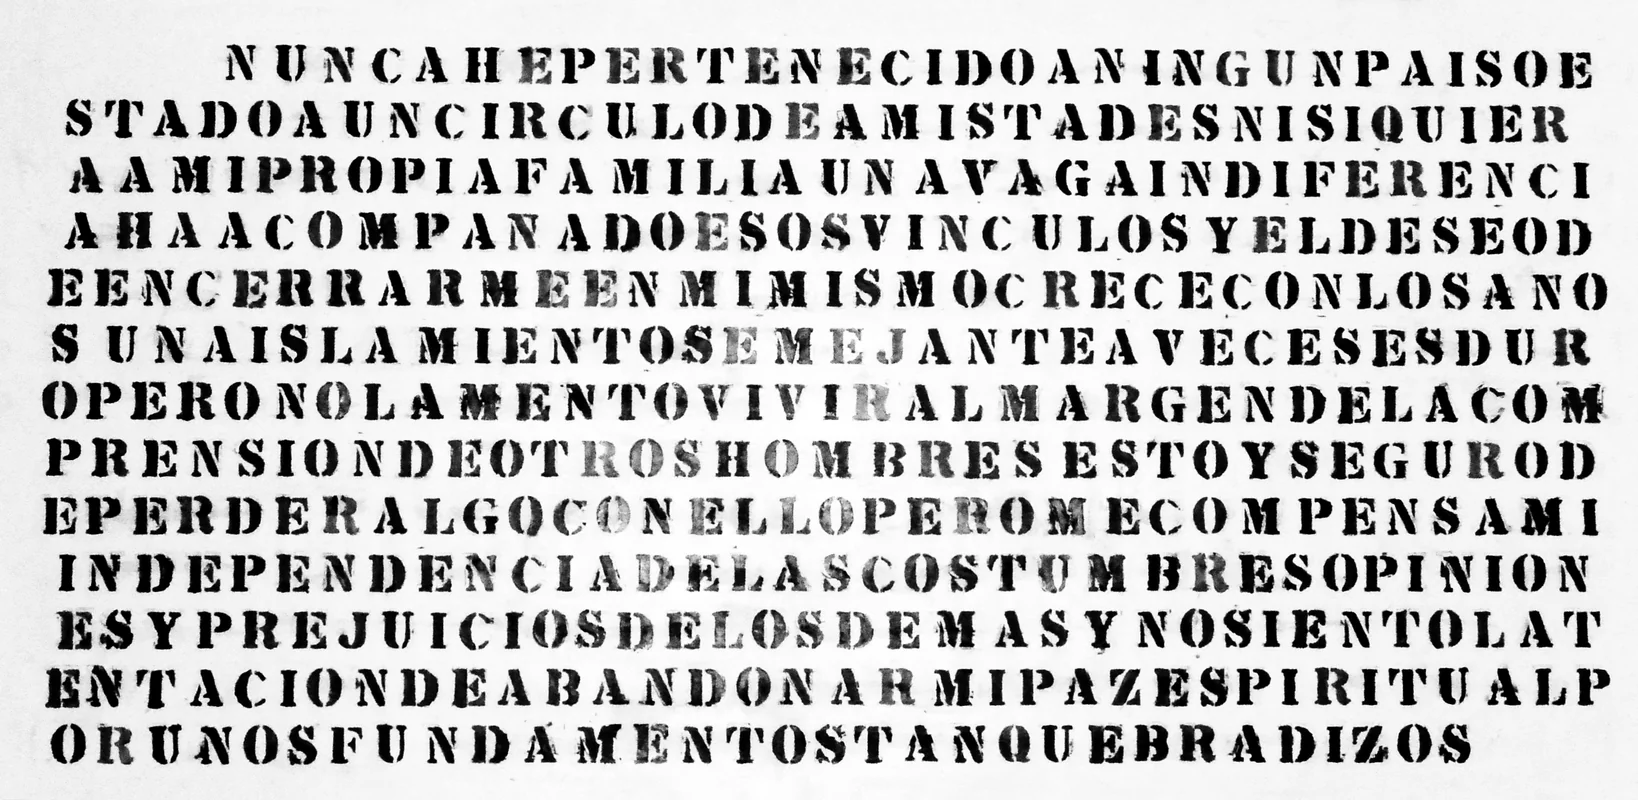 NUNCAHEPERTENECIDOANINGUNPAISOE
STADOAUNCIRCULODEAMISTADESNISIQUIER
AAMIPROPIAFAMILIAUNAVAGAINDIFERENCI
AHAACOMPANADOESOSVINCULOSYELDESEOD
EENCERRARMEENMIMISMOCRECECONLOSANO
SUNAISLAMIENTOSEMEJANTEAVECESESDUR
OPERONOLAMENTOVIVIRALMARGENDELACOM
PRENSIONDEOTROSHOMBRESESTOYSEGUROD
EPERDERALGOCONELLOPEROMECOMPENSAMI
INDEPENDENCIADELASCOSTUMBRESOPINION
ESYPREJUICIOSDELOSDEMASYNOSIENTOLAT
ENTACIONDEABANDONARMIPAZESPIRITUALP
ORUNOSFUNDAMENTOSTANQUEBRADIZOS